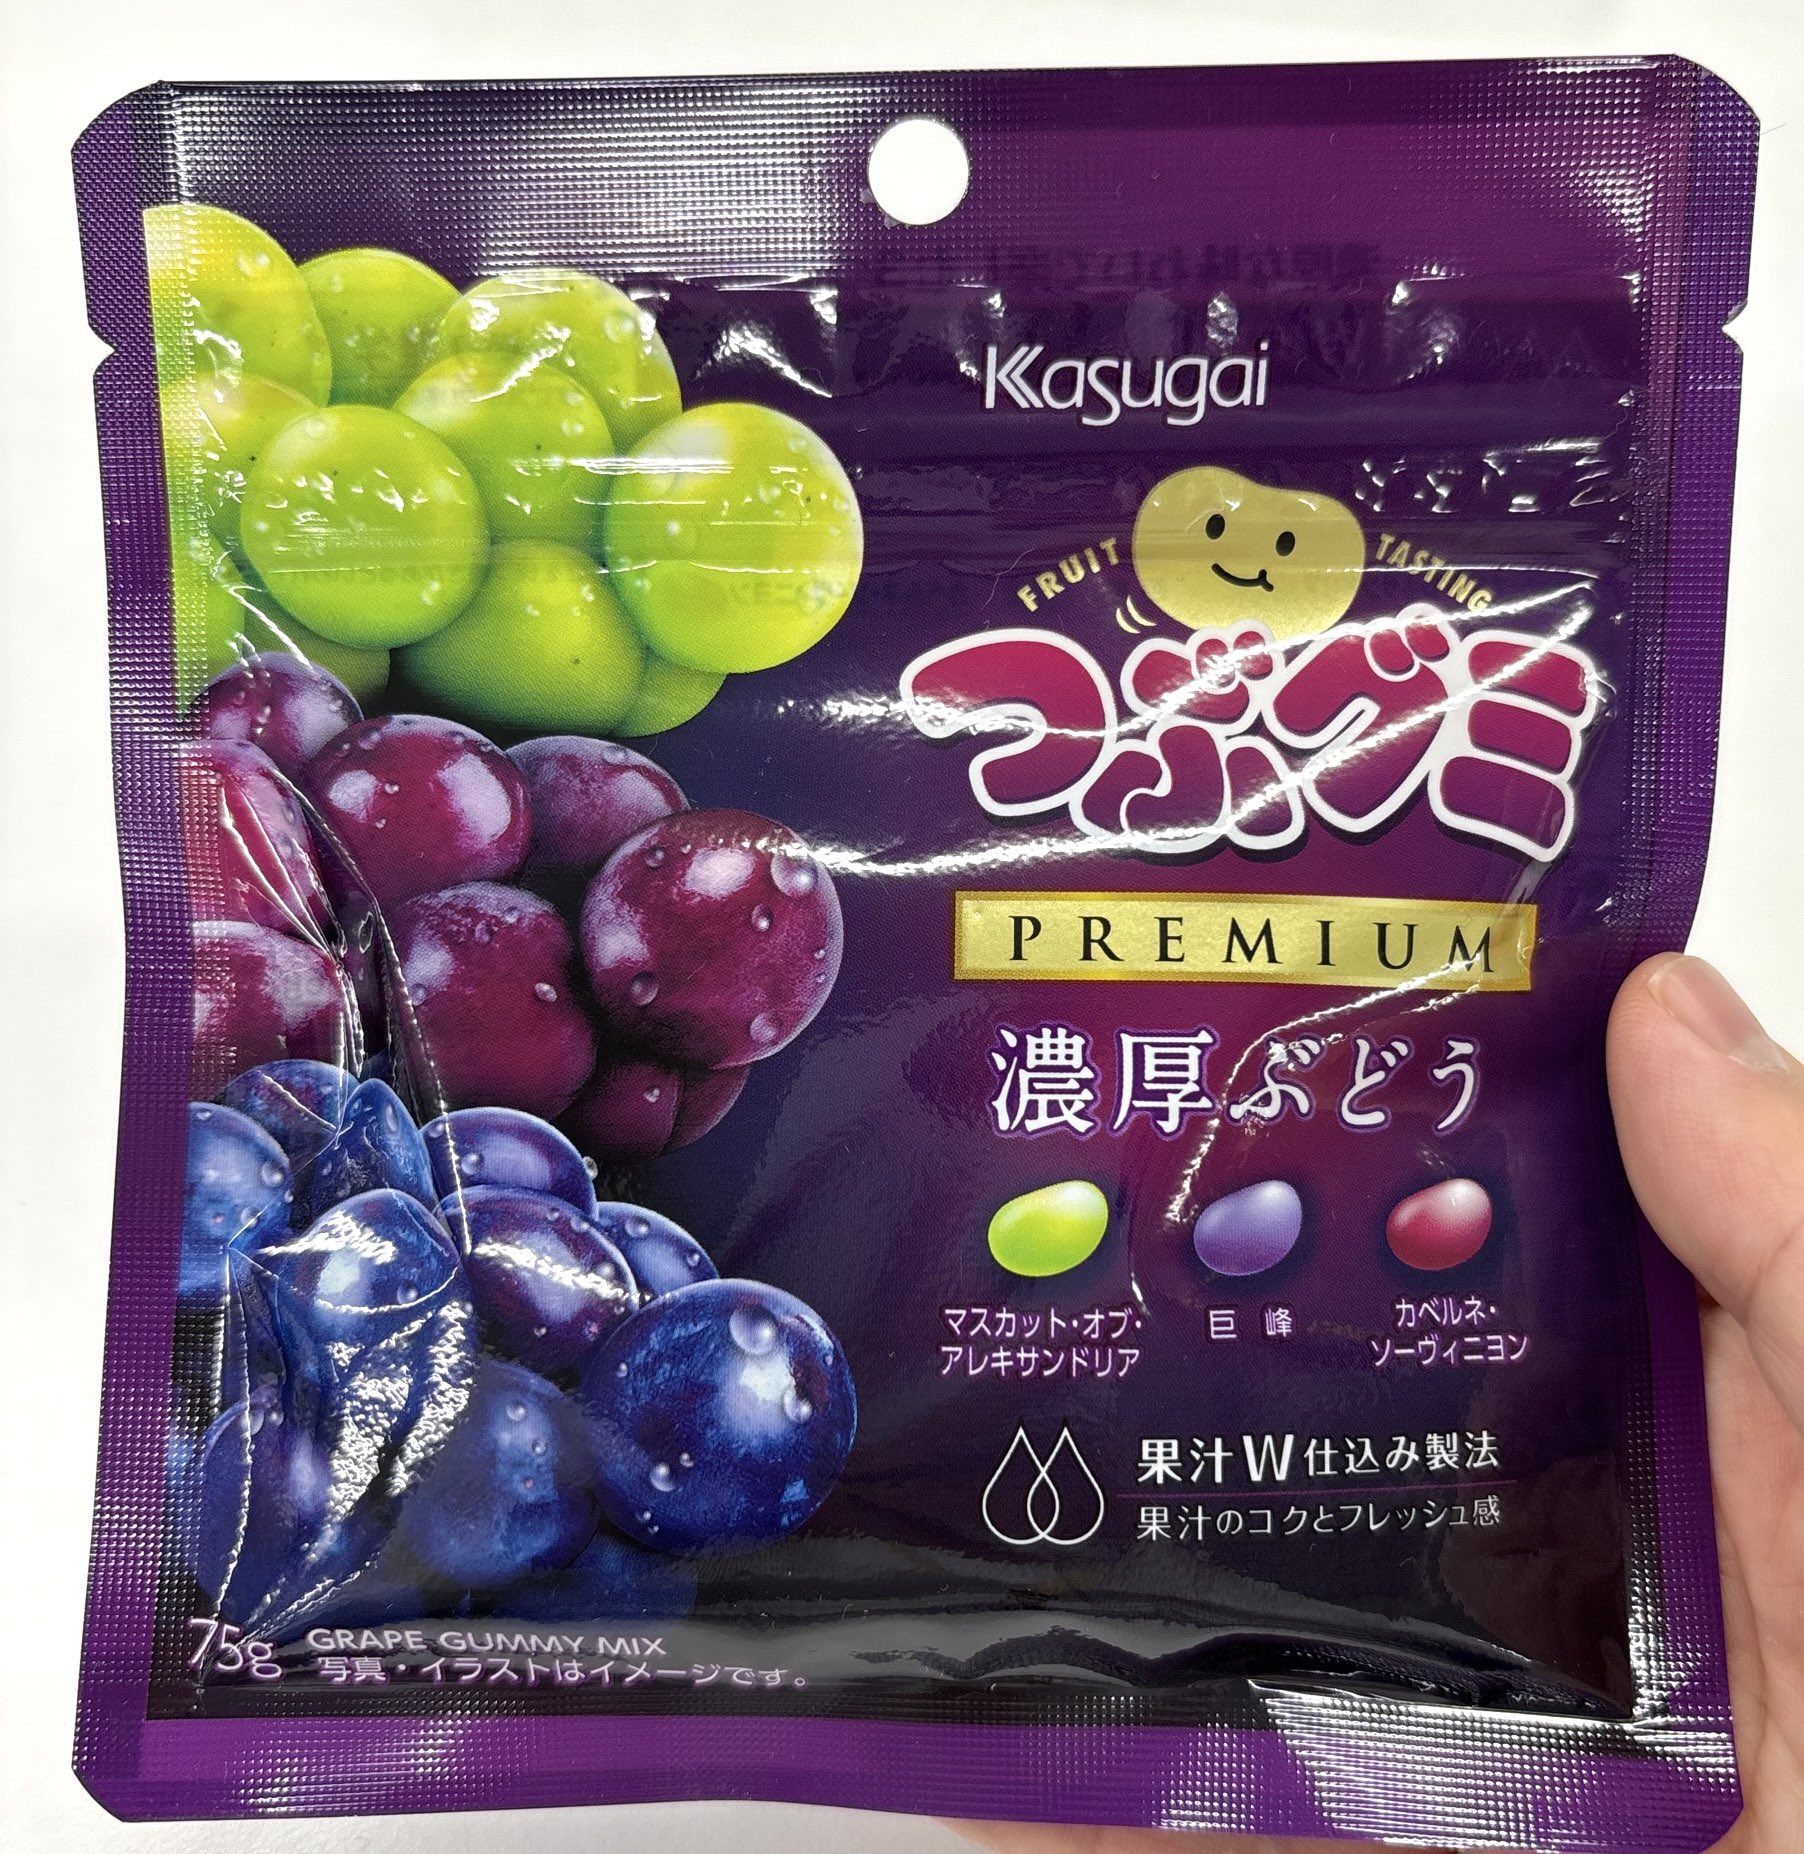 Kasugai
FRUIT TASTING
つぶグミ
PREMIUM
濃厚ぶどう
マスカット・オブ・
アレキサンドリア
巨峰
カベルネ・
ソーヴィニヨン
果汁W仕込み製法
果汁のコクとフレッシュ感
75g GRAPE GUMMY MIX
写真・イラストはイメージです。